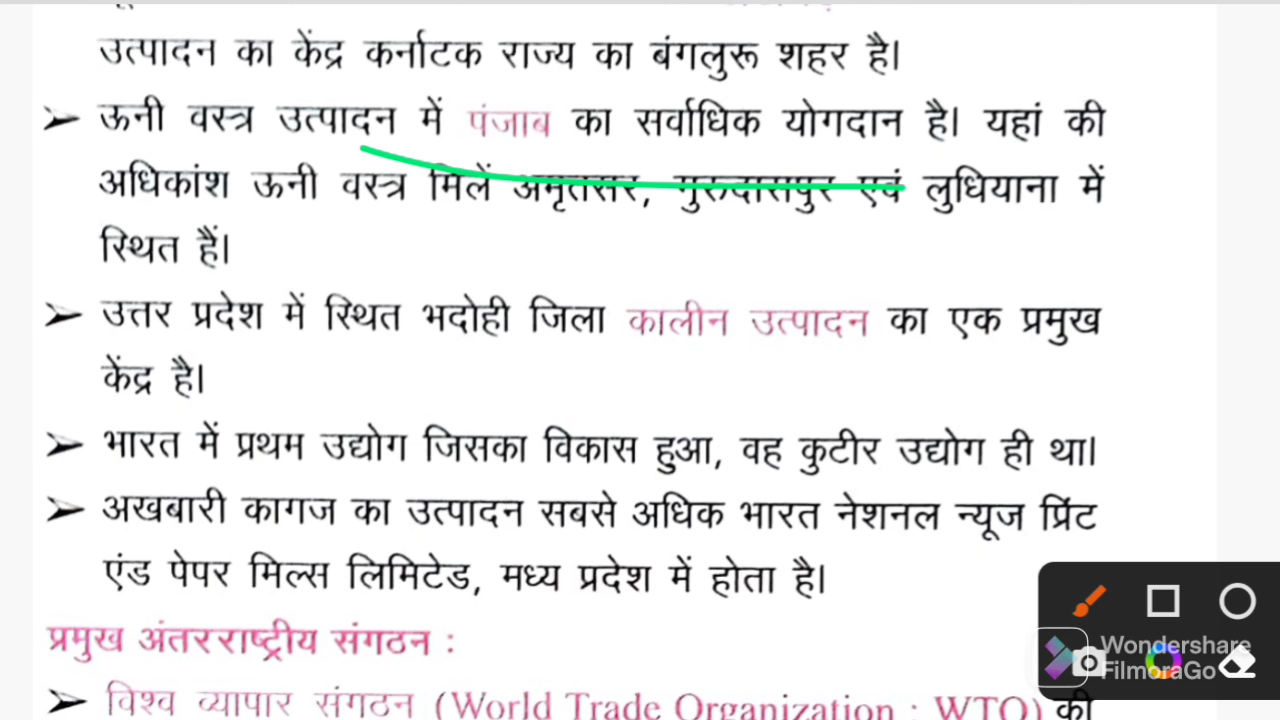 उत्पादन का केंद्र कर्नाटक राज्य का बंगलुरू शहर है।
➢ ऊनी वस्त्र उत्पादन में पंजाब का सर्वाधिक योगदान है। यहां की
अधिकांश ऊनी वस्त्र मिलें अमृतसर, गुरुदासपुर एवं लुधियाना में
स्थित हैं।
➢ उत्तर प्रदेश में स्थित भदोही जिला कालीन उत्पादन का एक प्रमुख
केंद्र है।
➢ भारत में प्रथम उद्योग जिसका विकास हुआ, वह कुटीर उद्योग ही था।
➢ अखबारी कागज का उत्पादन सबसे अधिक भारत नेशनल न्यूज प्रिंट
एंड पेपर मिल्स लिमिटेड, मध्य प्रदेश में होता है।
प्रमुख अंतरराष्ट्रीय संगठन :
➢ विश्व व्यापार संगठन (World Trade Organization : WTO) की
Wondershare
FilmoraGo